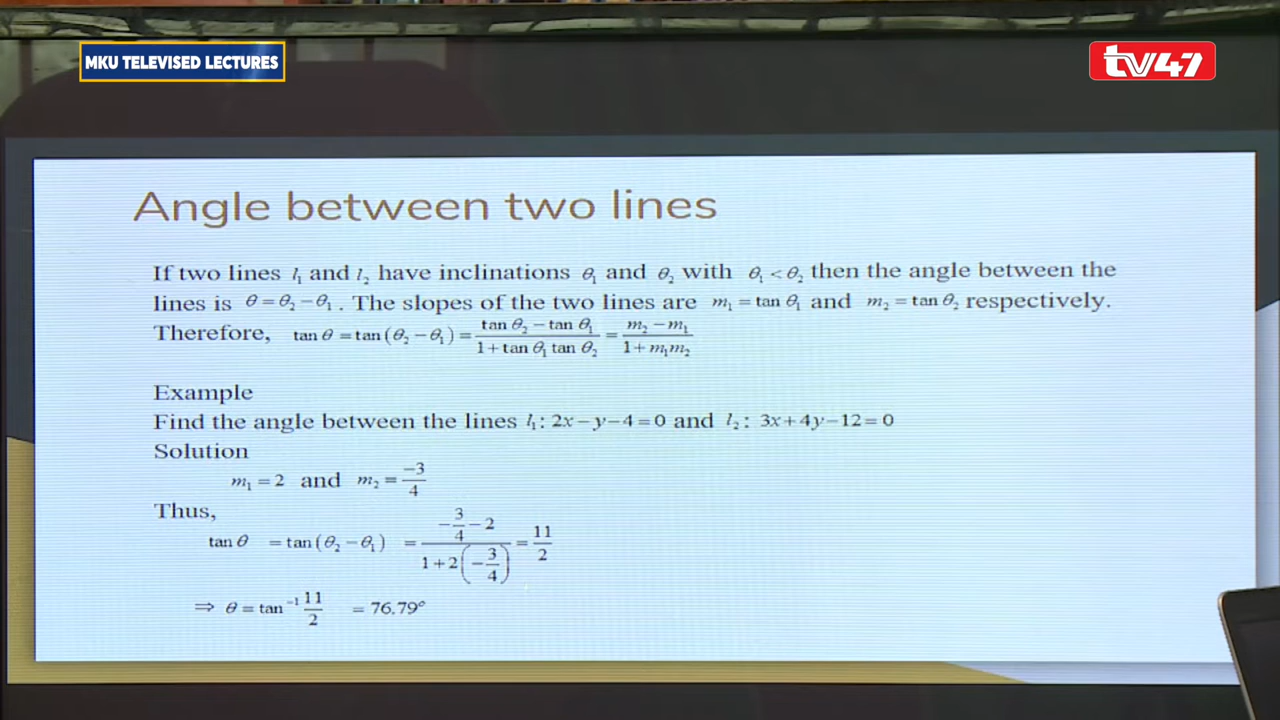 MKU TELEVISED LECTURES
tv47
Angle between two lines
If two lines l₁ and l₂ have inclinations θ₁ and θ₂ with θ₁ < θ₂ then the angle between the
lines is θ = θ₂ − θ₁ . The slopes of the two lines are m₁ = tan θ₁ and m₂ = tan θ₂ respectively.
Therefore, tan θ = tan (θ₂ − θ₁) = (tan θ₂ − tan θ₁)/(1 + tan θ₁ tan θ₂) = (m₂ − m₁)/(1 + m₁m₂)
Example
Find the angle between the lines l₁: 2x − y − 4 = 0 and l₂: 3x + 4y − 12 = 0
Solution
m₁ = 2 and m₂ = −3/4
Thus,
tan θ = tan (θ₂ − θ₁) = (−3/4 − 2)/(1 + 2(−3/4)) = 11/2
⇒ θ = tan⁻¹ 11/2 = 76.79°